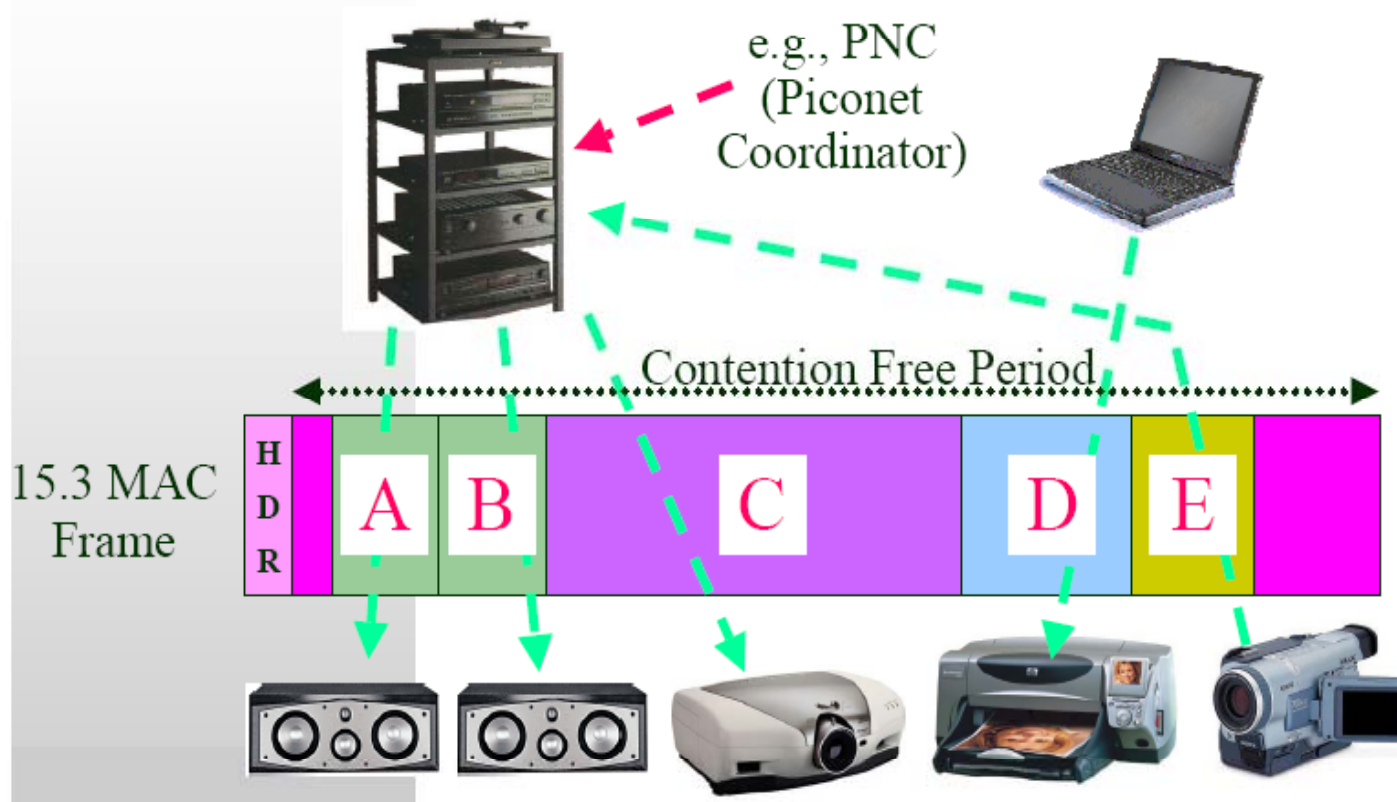 e.g., PNC
(Piconet
Coordinator)
Contention Free Period
15.3 MAC
Frame
H
D
R
A
B
C
D
E